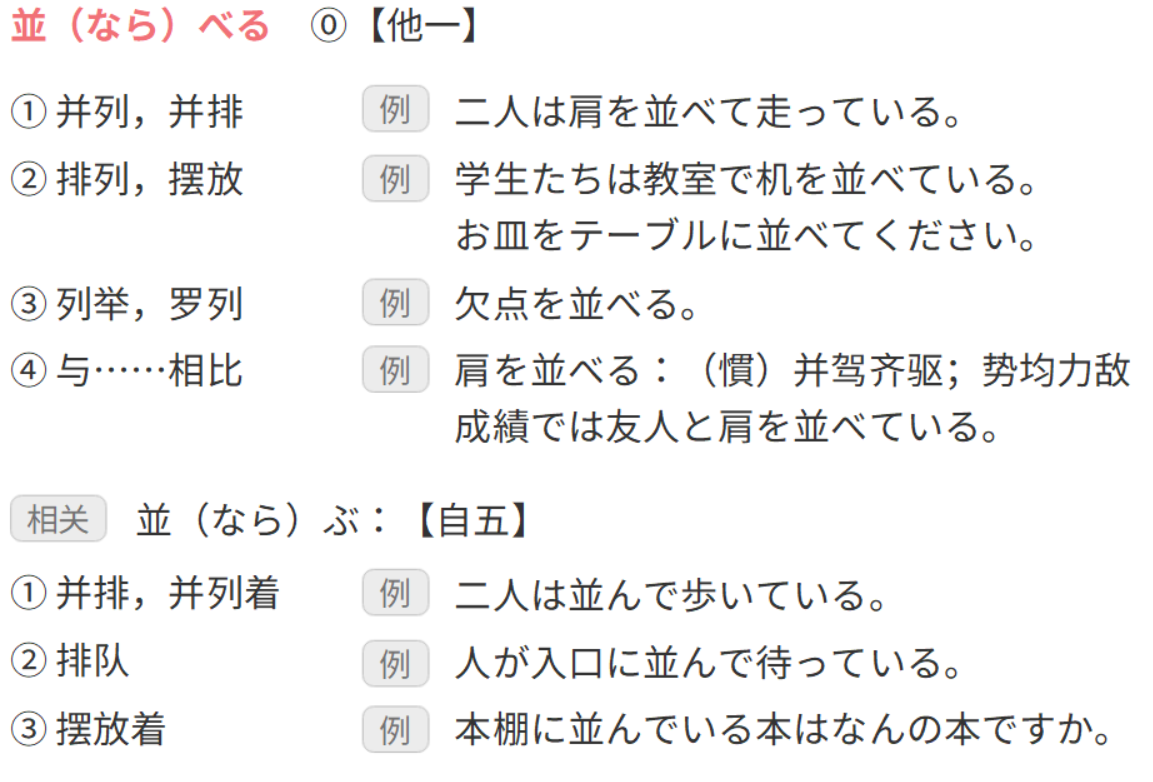 並（なら）べる ⓪【他一】
① 并列，并排 例 二人は肩を並べて走っている。
② 排列，摆放 例 学生たちは教室で机を並べている。
お皿をテーブルに並べてください。
③ 列举，罗列 例 欠点を並べる。
④ 与……相比 例 肩を並べる：（慣）并驾齐驱；势均力敌
成績では友人と肩を並べている。
相关 並（なら）ぶ：【自五】
① 并排，并列着 例 二人は並んで歩いている。
② 排队 例 人が入口に並んで待っている。
③ 摆放着 例 本棚に並んでいる本はなんの本ですか。